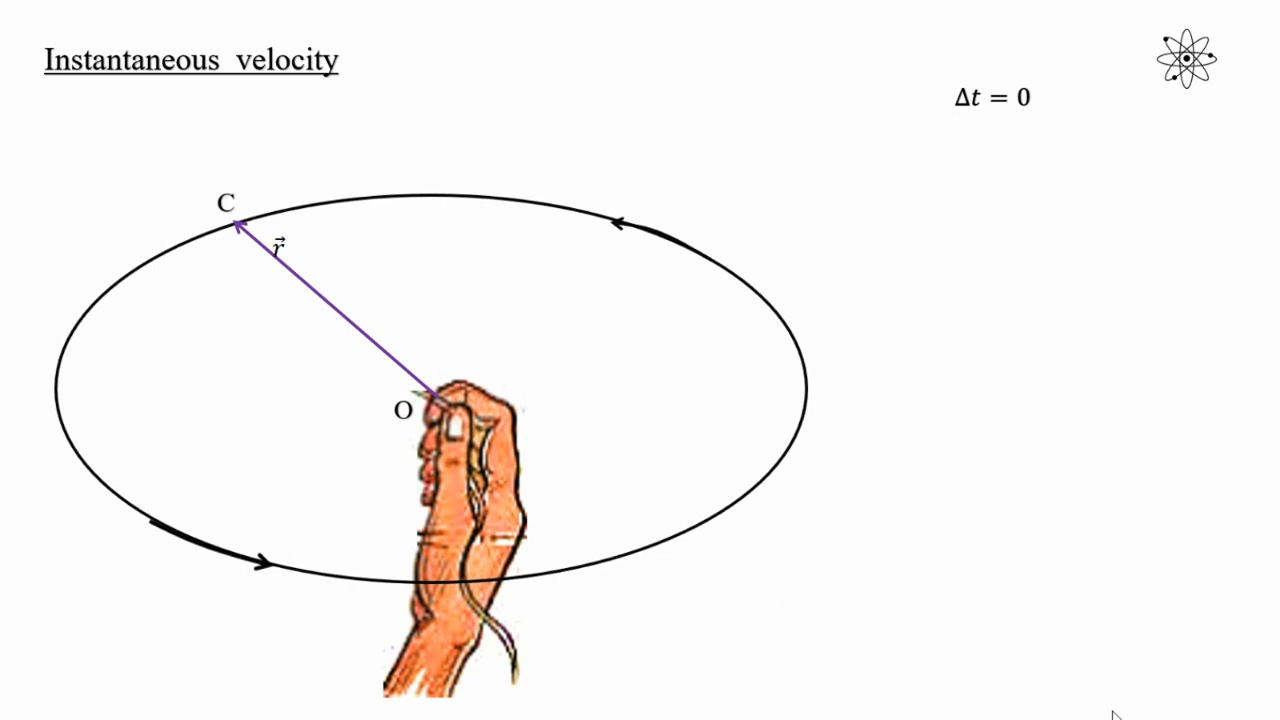 Instantaneous velocity
Δt = 0
C
r⃗
O